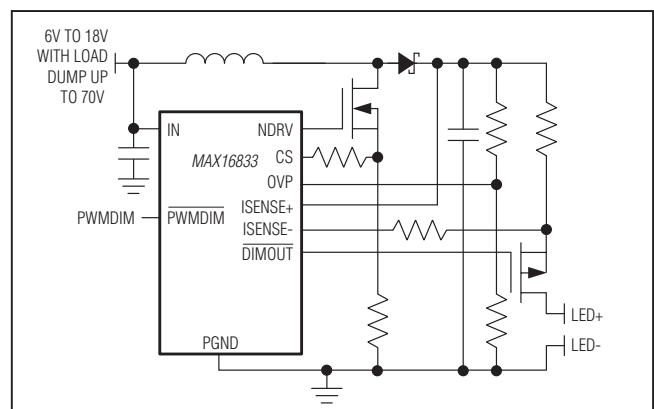 6V TO 18V
WITH LOAD
DUMP UP
TO 70V
IN
NDRV
MAX16833
CS
OVP
PWMDIM
PWMDIM
ISENSE+
ISENSE-
DIMOUT
LED+
LED-
PGND